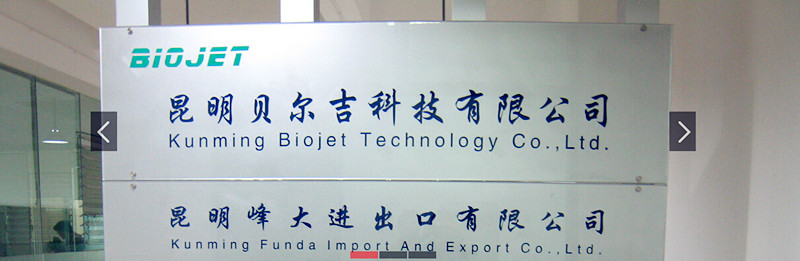 BIOJET
昆明贝尔吉科技有限公司
Kunming Biojet Technology Co.,Ltd.
昆明峰大进出口有限公司
Kunming Funda Import And Export Co.,Ltd.